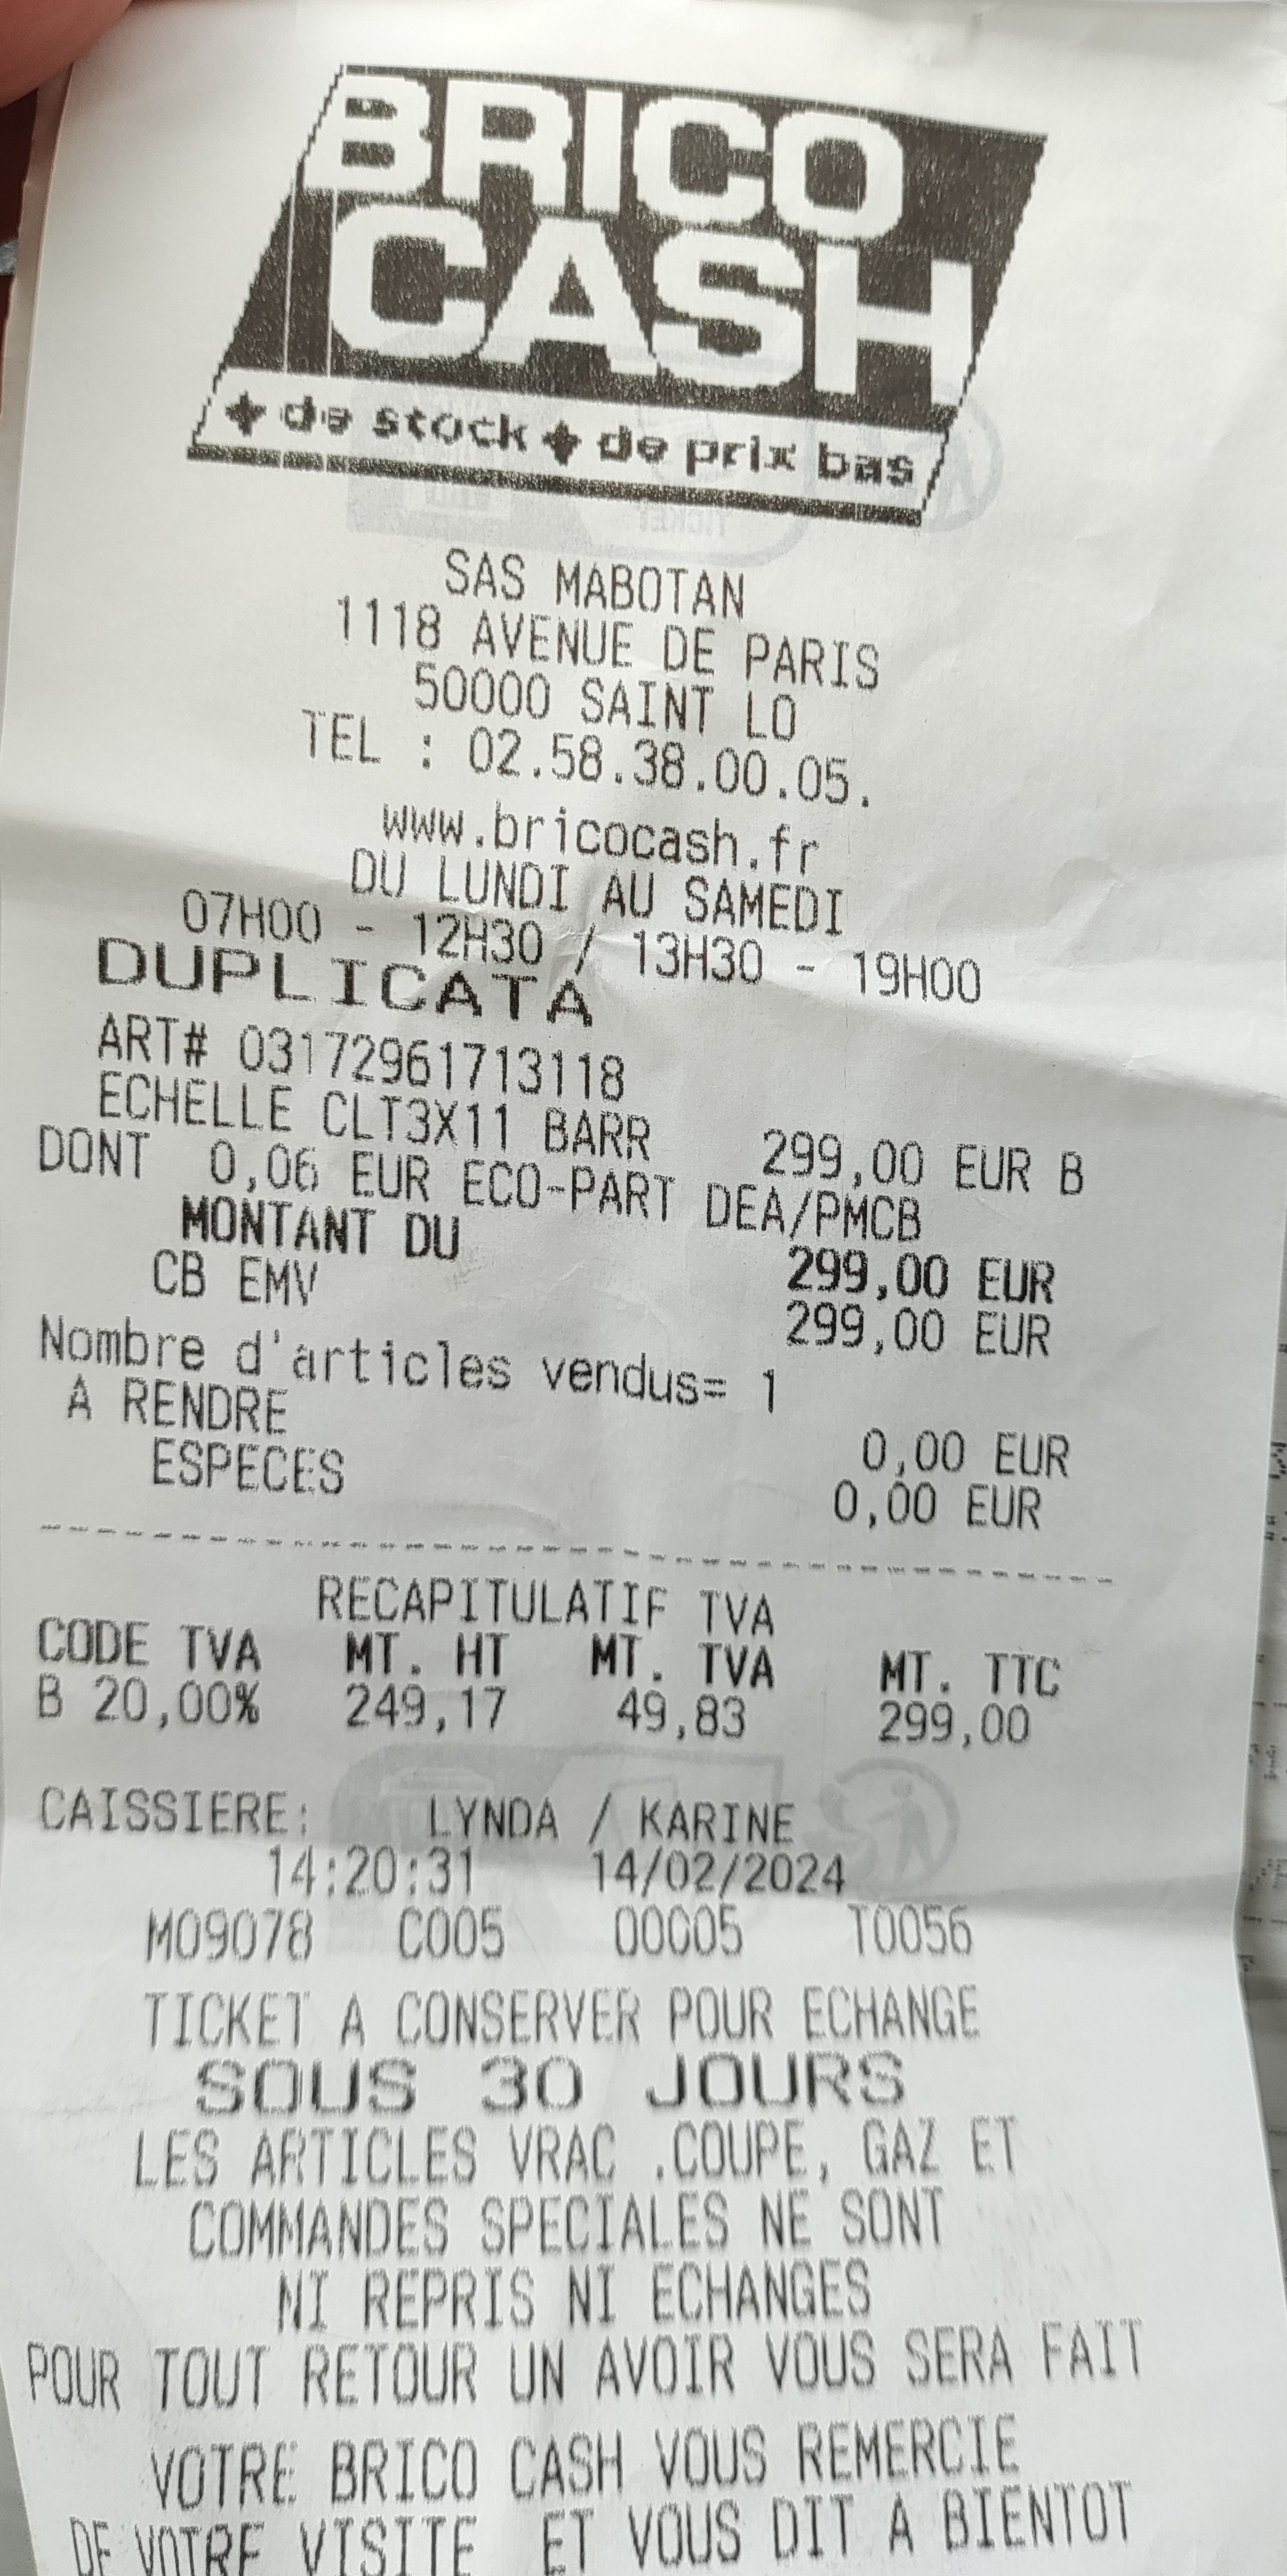 BRICO
CASH
+ de stock + de prix bas
SAS MABOTAN
1118 AVENUE DE PARIS
50000 SAINT LO
TEL : 02.58.38.00.05.
www.bricocash.fr
DU LUNDI AU SAMEDI
07H00 - 12H30 / 13H30 - 19H00
DUPLICATA
ART# 03172961713118
ECHELLE CLT3X11 BARR 299,00 EUR B
DONT 0,06 EUR ECO-PART DEA/PMCB
MONTANT DU 299,00 EUR
CB EMV 299,00 EUR
Nombre d'articles vendus= 1
A RENDRE 0,00 EUR
ESPECES 0,00 EUR
RECAPITULATIF TVA
CODE TVA MT. HT MT. TVA MT. TTC
B 20,00% 249,17 49,83 299,00
CAISSIERE: LYNDA / KARINE
14:20:31 14/02/2024
M09078 C005 00005 T0056
TICKET A CONSERVER POUR ECHANGE
SOUS 30 JOURS
LES ARTICLES VRAC .COUPE, GAZ ET
COMMANDES SPECIALES NE SONT
NI REPRIS NI ECHANGES
POUR TOUT RETOUR UN AVOIR VOUS SERA FAIT
VOTRE BRICO CASH VOUS REMERCIE
DE VOTRE VISITE ET VOUS DIT A BIENTOT